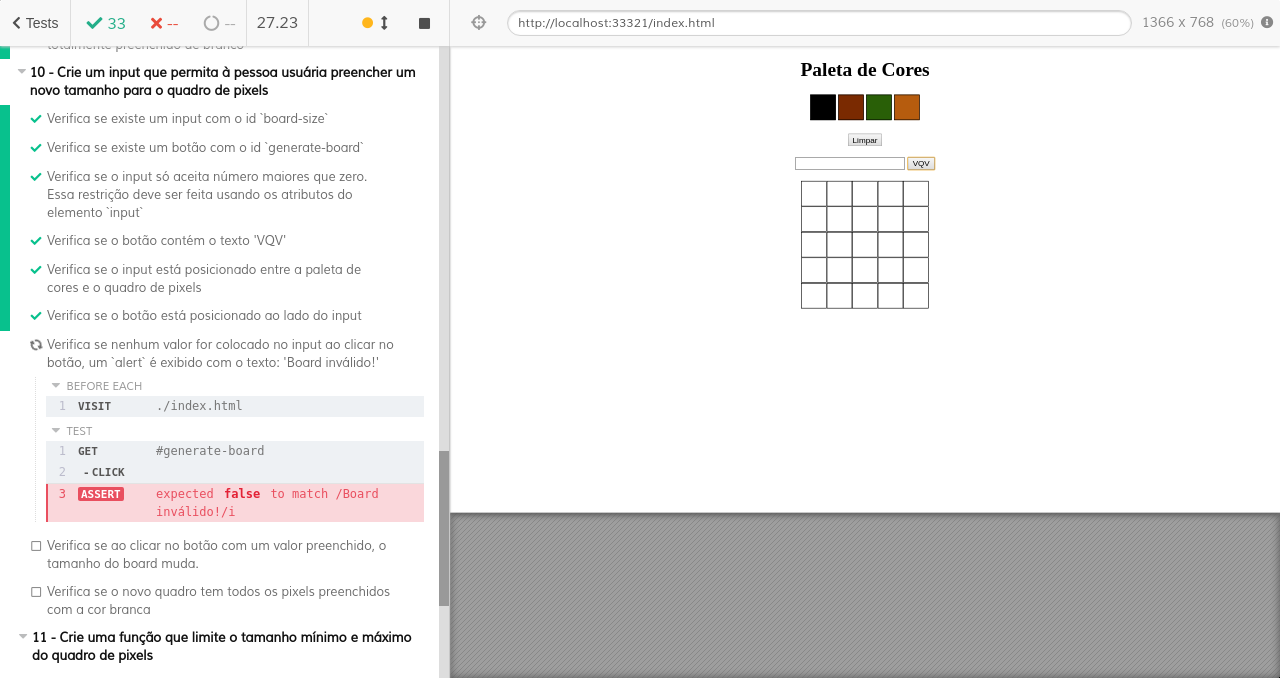 Tests
33
--
--
27.23
http://localhost:33321/index.html
1366 x 768 (60%)
totalmente preenchido de branco
10 - Crie um input que permita à pessoa usuária preencher um
novo tamanho para o quadro de pixels
Verifica se existe um input com o id `board-size`
Verifica se existe um botão com o id `generate-board`
Verifica se o input só aceita número maiores que zero.
Essa restrição deve ser feita usando os atributos do
elemento `input`
Verifica se o botão contém o texto 'VQV'
Verifica se o input está posicionado entre a paleta de
cores e o quadro de pixels
Verifica se o botão está posicionado ao lado do input
Verifica se nenhum valor for colocado no input ao clicar no
botão, um `alert` é exibido com o texto: 'Board inválido!'
BEFORE EACH
1 VISIT ./index.html
TEST
1 GET #generate-board
2 -CLICK
3 ASSERT expected false to match /Board
inválido!/i
Verifica se ao clicar no botão com um valor preenchido, o
tamanho do board muda.
Verifica se o novo quadro tem todos os pixels preenchidos
com a cor branca
11 - Crie uma função que limite o tamanho mínimo e máximo
do quadro de pixels
Paleta de Cores
Limpar
VQV